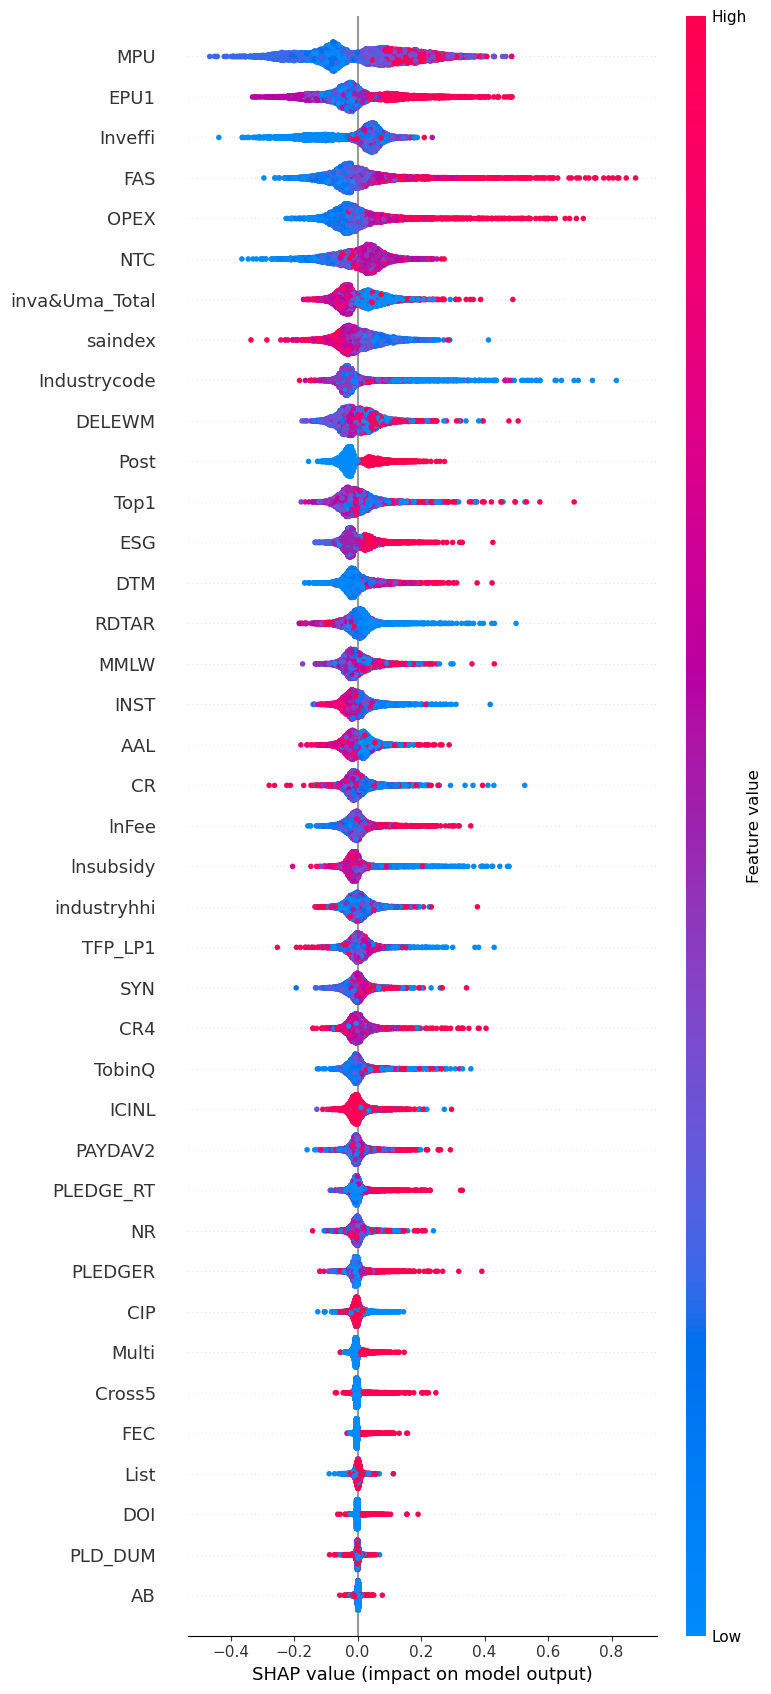 High
MPU
EPU1
Inveffi
FAS
OPEX
NTC
inva&Uma_Total
saindex
Industrycode
DELEWM
Post
Top1
ESG
DTM
RDTAR
MMLW
INST
AAL
CR
lnFee
lnsubsidy
industryhhi
TFP_LP1
SYN
CR4
TobinQ
ICINL
PAYDAV2
PLEDGE_RT
NR
PLEDGER
CIP
Multi
Cross5
FEC
List
DOI
PLD_DUM
AB
Feature value
Low
−0.4 −0.2 0.0 0.2 0.4 0.6 0.8
SHAP value (impact on model output)